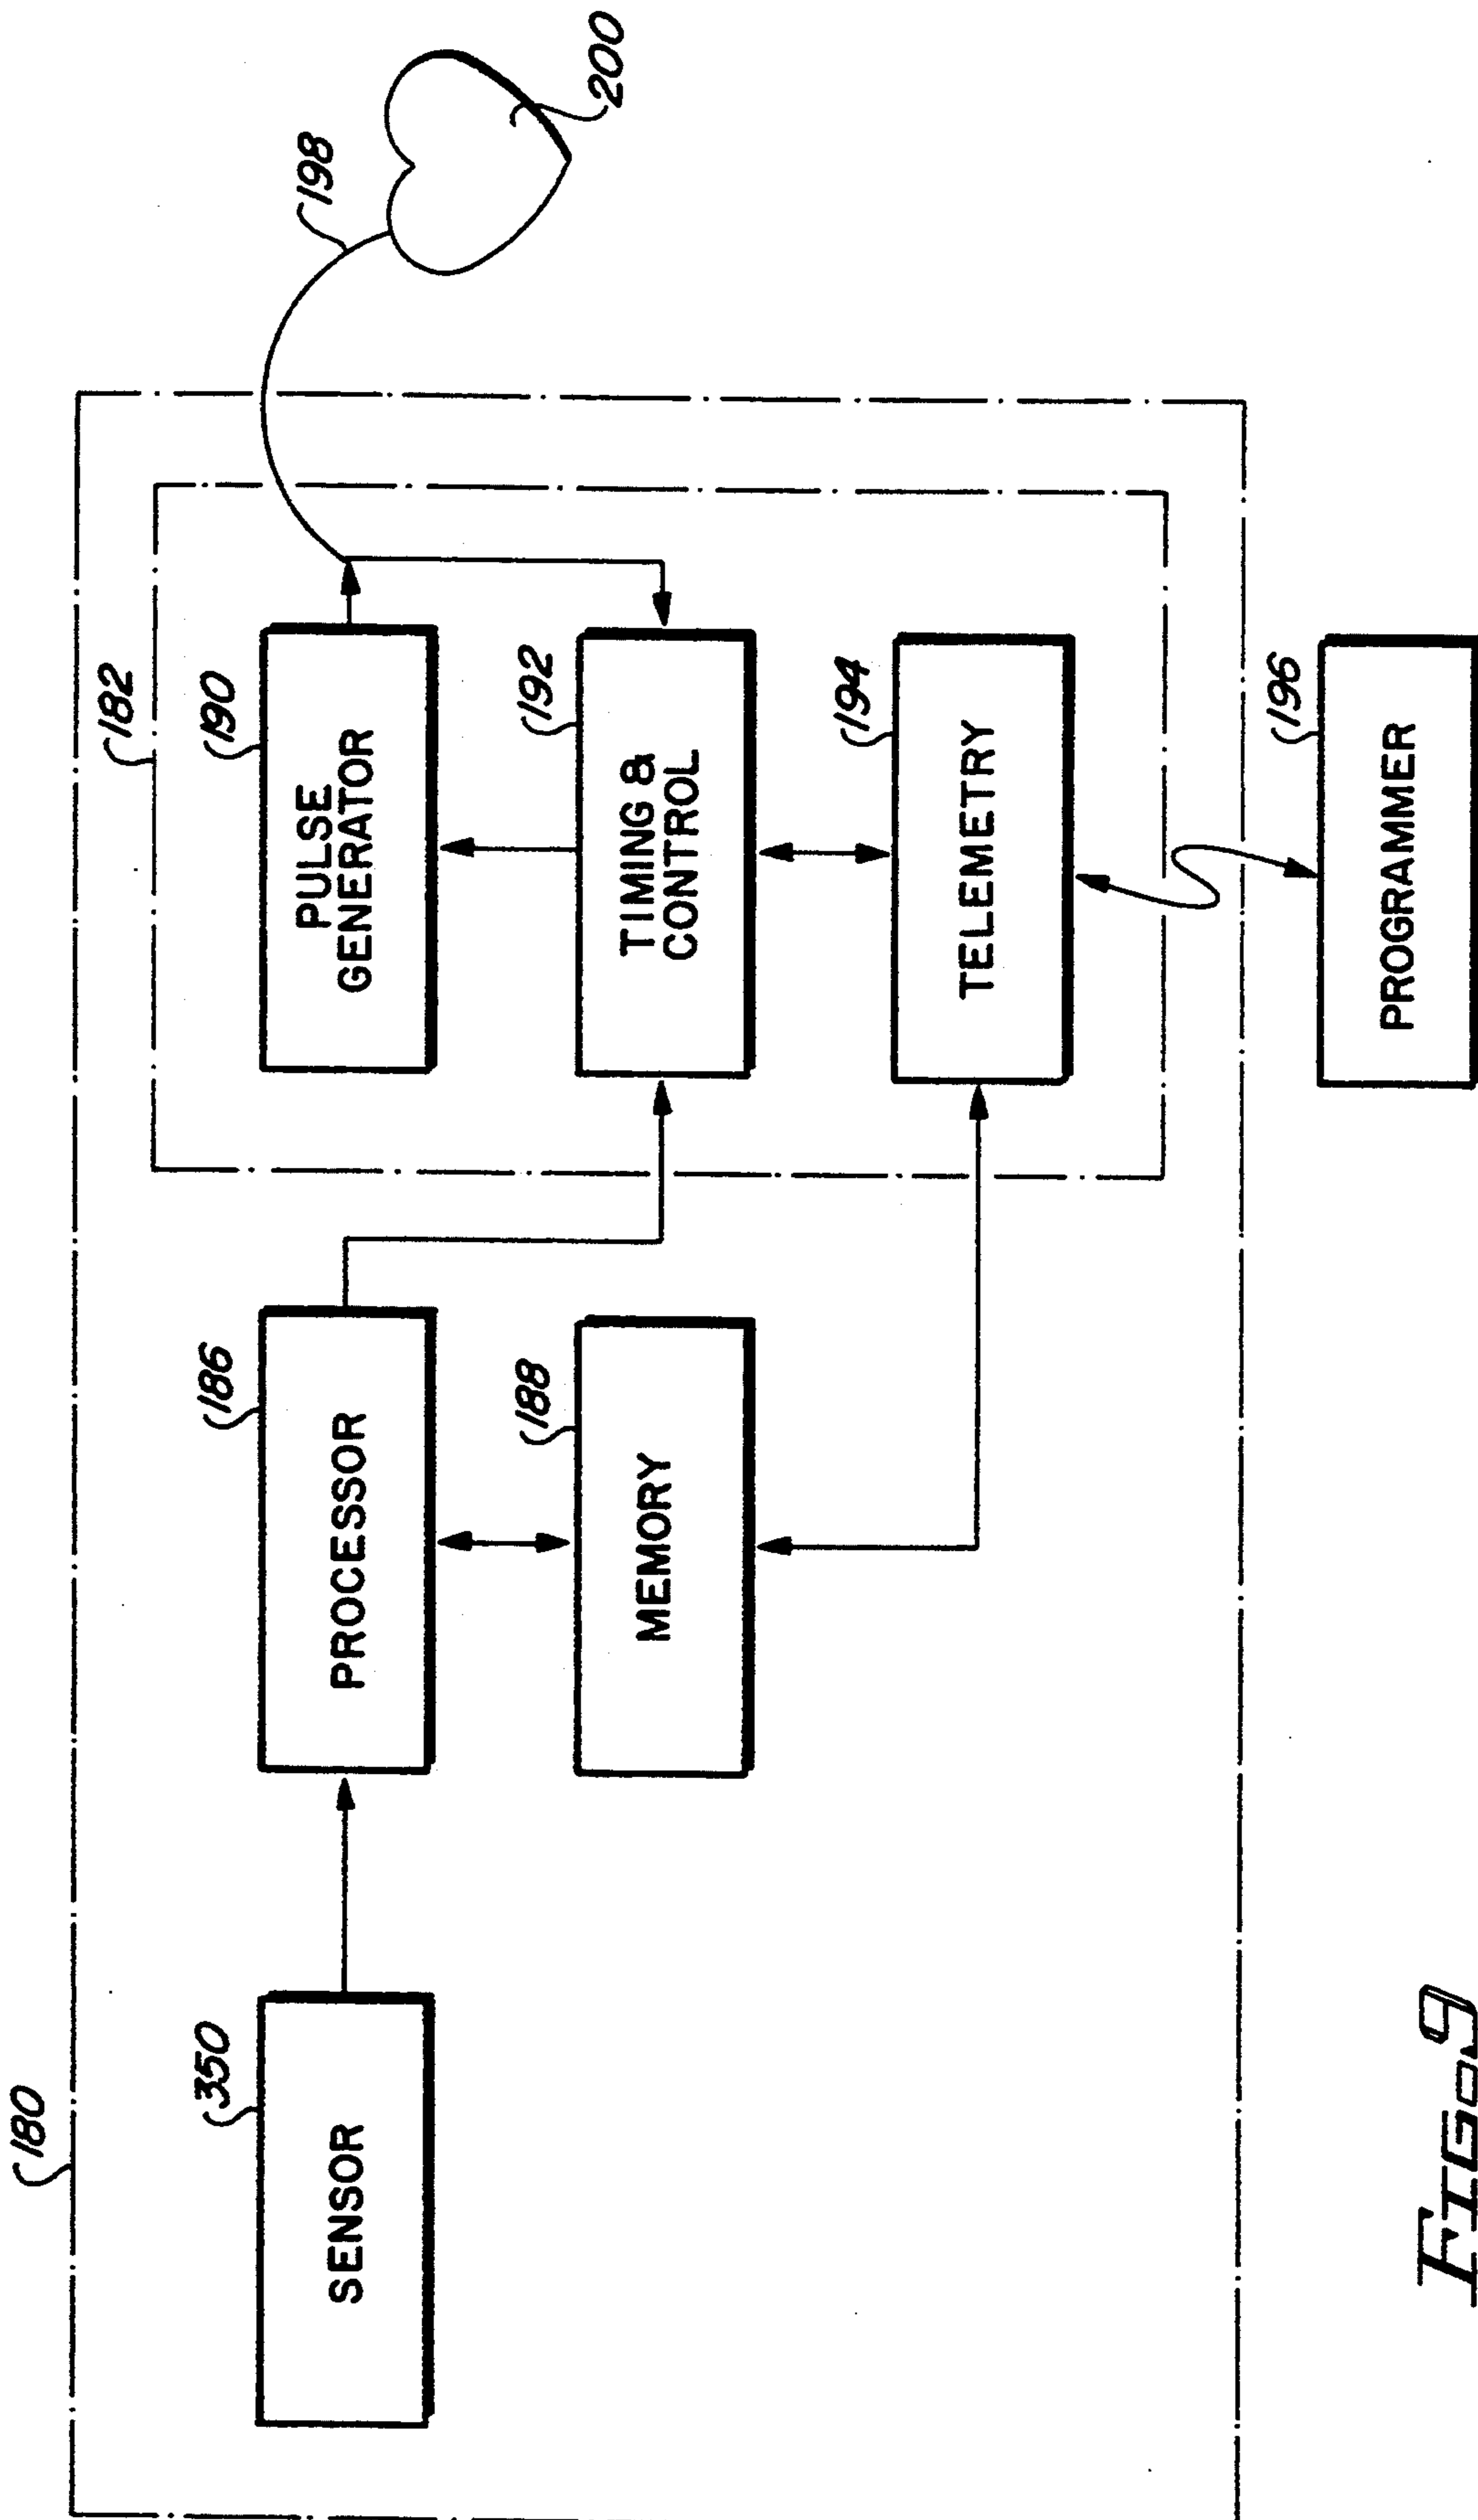 180
182
198
200
350
SENSOR
186
PROCESSOR
188
MEMORY
190
PULSE
GENERATOR
192
TIMING &
CONTROL
194
TELEMETRY
196
PROGRAMMER
FIG. 9